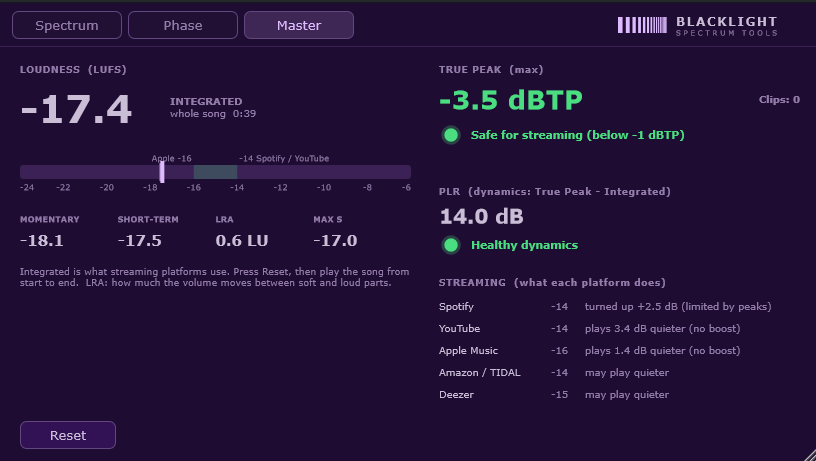 Spectrum
Phase
Master
BLACKLIGHT
SPECTRUM TOOLS
LOUDNESS (LUFS)
-17.4
INTEGRATED
whole song 0:39
Apple -16
-14 Spotify / YouTube
-24 -22 -20 -18 -16 -14 -12 -10 -8 -6
MOMENTARY SHORT-TERM LRA MAX S
-18.1 -17.5 0.6 LU -17.0
Integrated is what streaming platforms use. Press Reset, then play the song from
start to end. LRA: how much the volume moves between soft and loud parts.
Reset
TRUE PEAK (max)
-3.5 dBTP
Clips: 0
Safe for streaming (below -1 dBTP)
PLR (dynamics: True Peak - Integrated)
14.0 dB
Healthy dynamics
STREAMING (what each platform does)
Spotify -14 turned up +2.5 dB (limited by peaks)
YouTube -14 plays 3.4 dB quieter (no boost)
Apple Music -16 plays 1.4 dB quieter (no boost)
Amazon / TIDAL -14 may play quieter
Deezer -15 may play quieter